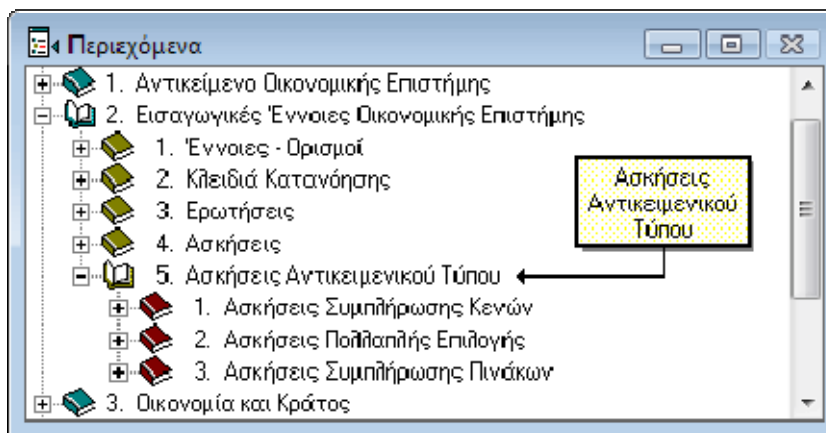 Περιεχόμενα
1. Αντικείμενο Οικονομικής Επιστήμης
2. Εισαγωγικές Έννοιες Οικονομικής Επιστήμης
1. Έννοιες - Ορισμοί
2. Κλειδιά Κατανόησης
3. Ερωτήσεις
4. Ασκήσεις
5. Ασκήσεις Αντικειμενικού Τύπου
1. Ασκήσεις Συμπλήρωσης Κενών
2. Ασκήσεις Πολλαπλής Επιλογής
3. Ασκήσεις Συμπλήρωσης Πινάκων
3. Οικονομία και Κράτος
Ασκήσεις
Αντικειμενικού
Τύπου